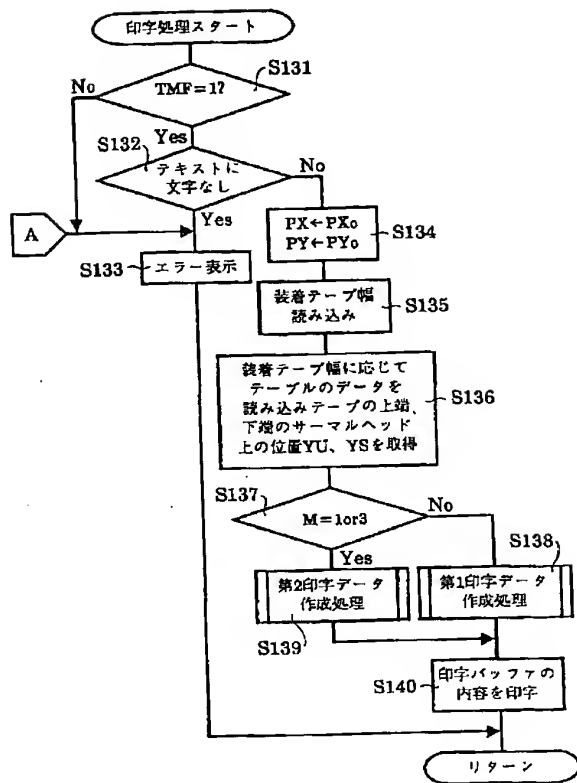 印字処理スタート
S131
TMF=1?
No
Yes
S132
テキストに
文字なし
No
Yes
A
S133
エラー表示
PX←PX₀
PY←PY₀
S134
装着テープ幅
読み込み
S135
装着テープ幅に応じて
テーブルのデータを
読み込みテープの上端、
下端のサーマルヘッド
上の位置YU、YSを取得
S136
S137
M=1or3
No
Yes
S138
第2印字データ
作成処理
第1印字データ
作成処理
S139
S140
印字バッファの
内容を印字
リターン